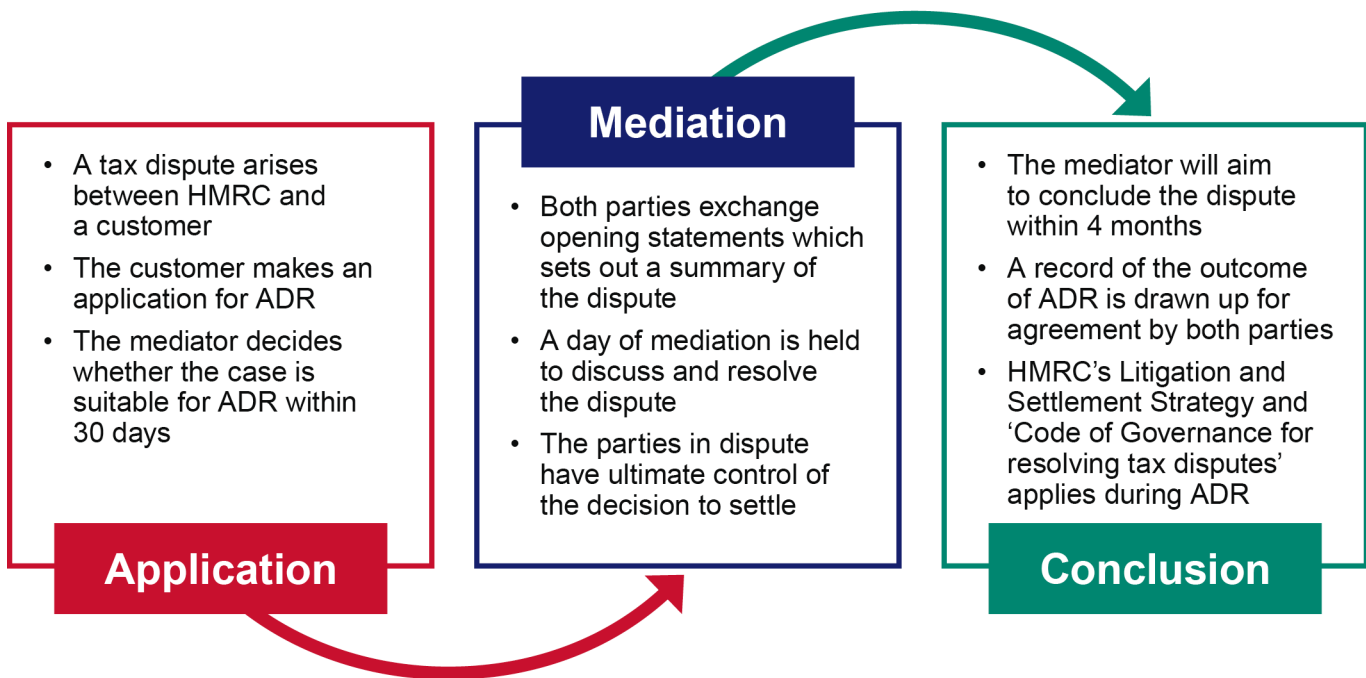 • A tax dispute arises
between HMRC and
a customer
• The customer makes an
application for ADR
• The mediator decides
whether the case is
suitable for ADR within
30 days
Application
Mediation
• Both parties exchange
opening statements which
sets out a summary of
the dispute
• A day of mediation is held
to discuss and resolve
the dispute
• The parties in dispute
have ultimate control of
the decision to settle
• The mediator will aim
to conclude the dispute
within 4 months
• A record of the outcome
of ADR is drawn up for
agreement by both parties
• HMRC’s Litigation and
Settlement Strategy and
‘Code of Governance for
resolving tax disputes’
applies during ADR
Conclusion